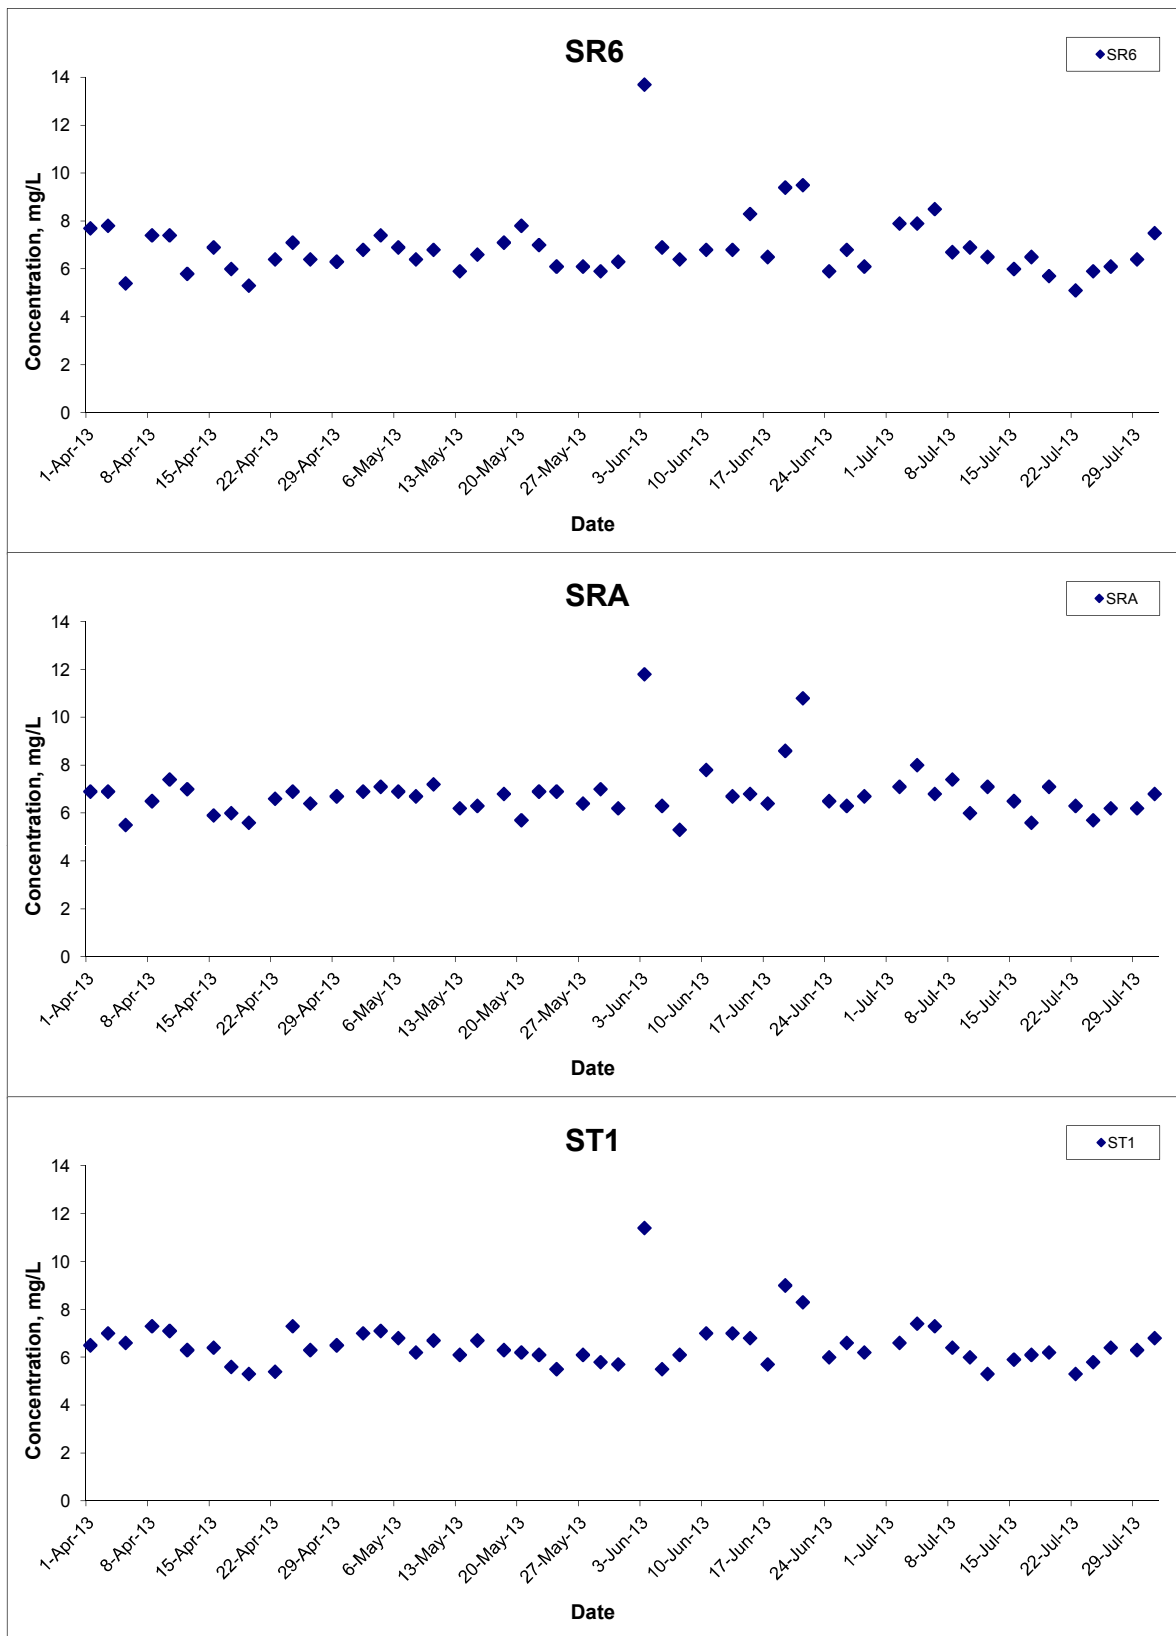 SR6
SR6
14
12
10
8
6
4
2
0
Concentration, mg/L
1-Apr-13
8-Apr-13
15-Apr-13
22-Apr-13
29-Apr-13
6-May-13
13-May-13
20-May-13
27-May-13
3-Jun-13
10-Jun-13
17-Jun-13
24-Jun-13
1-Jul-13
8-Jul-13
15-Jul-13
22-Jul-13
29-Jul-13
Date
SRA
SRA
14
12
10
8
6
4
2
0
Concentration, mg/L
1-Apr-13
8-Apr-13
15-Apr-13
22-Apr-13
29-Apr-13
6-May-13
13-May-13
20-May-13
27-May-13
3-Jun-13
10-Jun-13
17-Jun-13
24-Jun-13
1-Jul-13
8-Jul-13
15-Jul-13
22-Jul-13
29-Jul-13
Date
ST1
ST1
14
12
10
8
6
4
2
0
Concentration, mg/L
1-Apr-13
8-Apr-13
15-Apr-13
22-Apr-13
29-Apr-13
6-May-13
13-May-13
20-May-13
27-May-13
3-Jun-13
10-Jun-13
17-Jun-13
24-Jun-13
1-Jul-13
8-Jul-13
15-Jul-13
22-Jul-13
29-Jul-13
Date